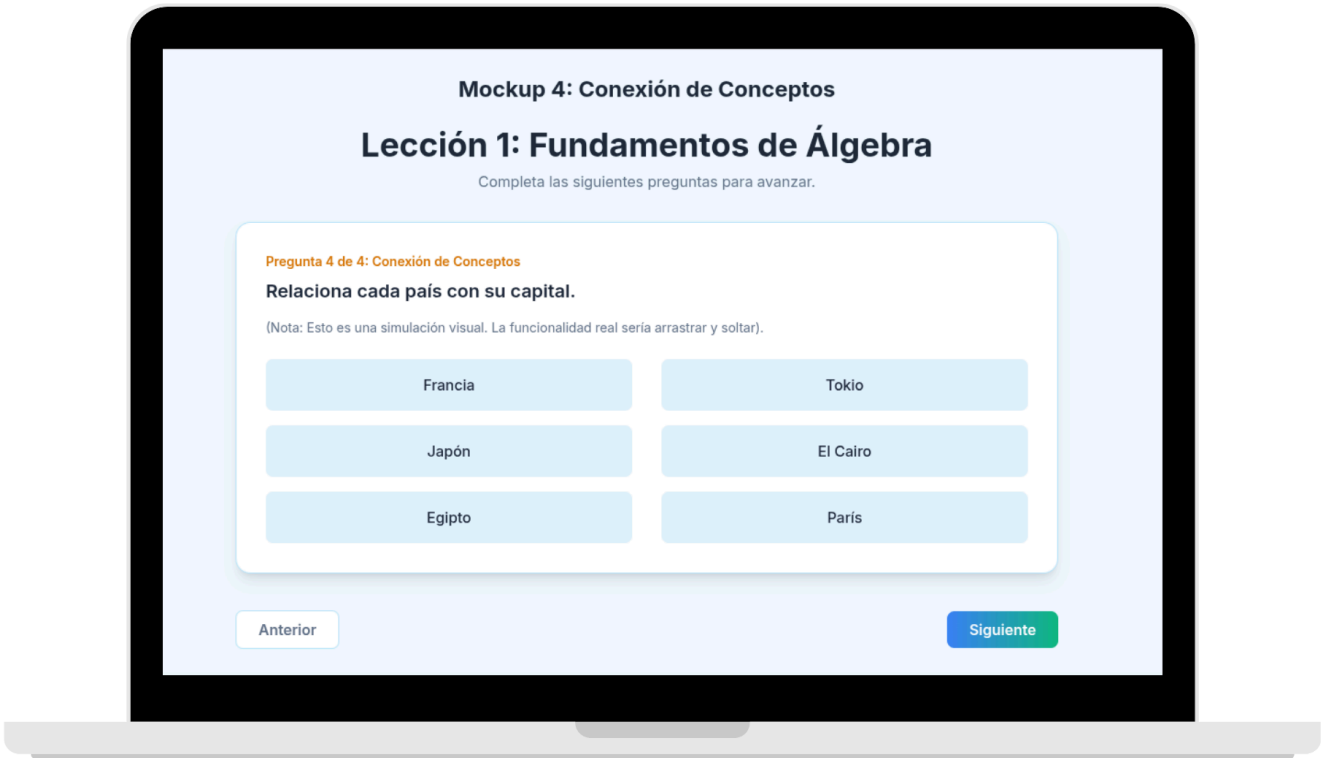 Mockup 4: Conexión de Conceptos
Lección 1: Fundamentos de Álgebra
Completa las siguientes preguntas para avanzar.
Pregunta 4 de 4: Conexión de Conceptos
Relaciona cada país con su capital.
(Nota: Esto es una simulación visual. La funcionalidad real sería arrastrar y soltar).
Francia
Tokio
Japón
El Cairo
Egipto
París
Anterior
Siguiente